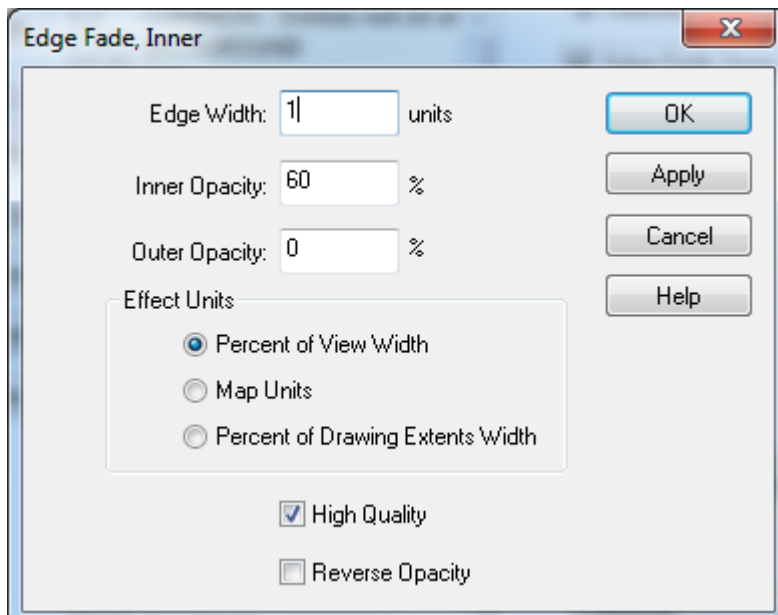 Edge Fade, Inner
Edge Width: 1 units
OK
Inner Opacity: 60 %
Apply
Outer Opacity: 0 %
Cancel
Effect Units
Help
Percent of View Width
Map Units
Percent of Drawing Extents Width
High Quality
Reverse Opacity